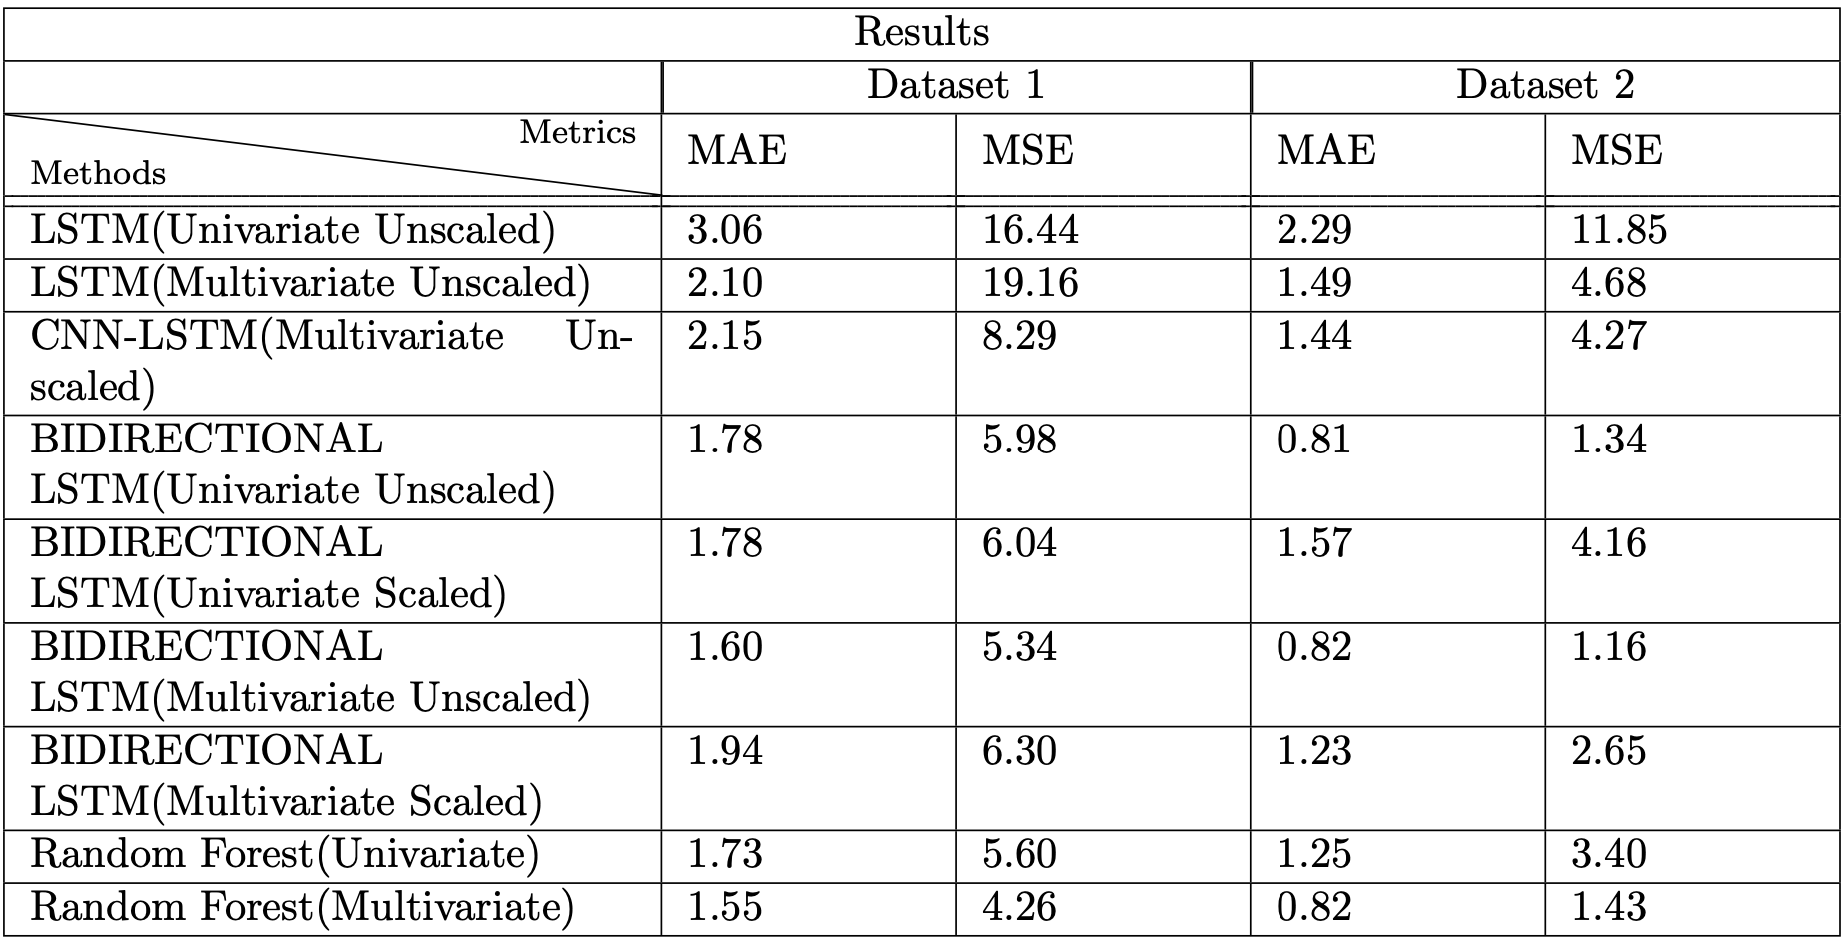 Results
Dataset 1 Dataset 2
Metrics
Methods
MAE MSE MAE MSE
LSTM(Univariate Unscaled) 3.06 16.44 2.29 11.85
LSTM(Multivariate Unscaled) 2.10 19.16 1.49 4.68
CNN-LSTM(Multivariate Un- 2.15 8.29 1.44 4.27
scaled)
BIDIRECTIONAL 1.78 5.98 0.81 1.34
LSTM(Univariate Unscaled)
BIDIRECTIONAL 1.78 6.04 1.57 4.16
LSTM(Univariate Scaled)
BIDIRECTIONAL 1.60 5.34 0.82 1.16
LSTM(Multivariate Unscaled)
BIDIRECTIONAL 1.94 6.30 1.23 2.65
LSTM(Multivariate Scaled)
Random Forest(Univariate) 1.73 5.60 1.25 3.40
Random Forest(Multivariate) 1.55 4.26 0.82 1.43